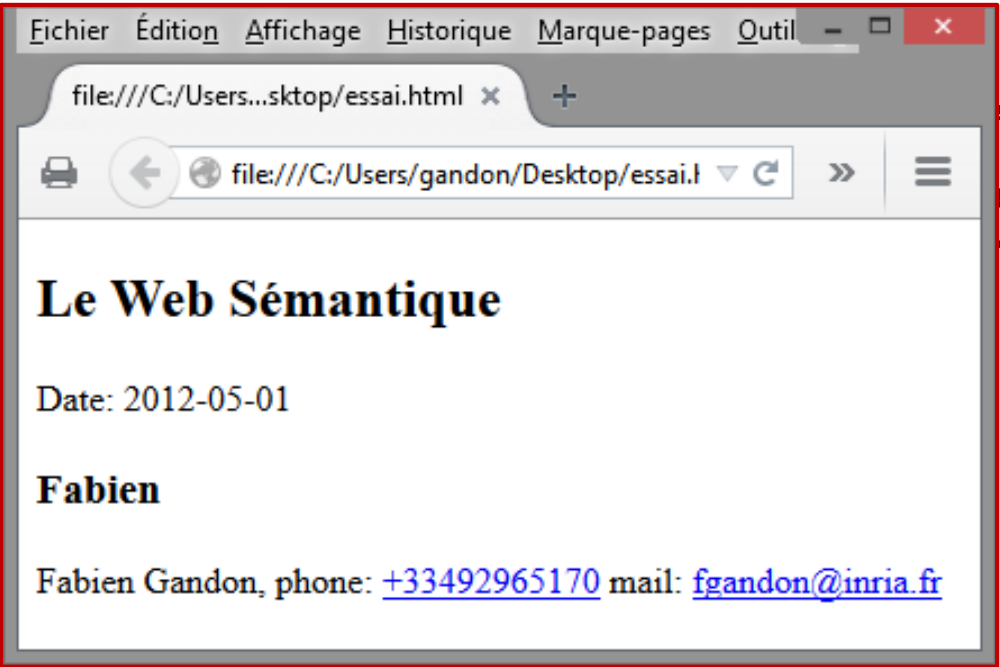 Fichier Édition Affichage Historique Marque-pages Outil
file:///C:/Users...sktop/essai.html
file:///C:/Users/gandon/Desktop/essai.h
Le Web Sémantique
Date: 2012-05-01
Fabien
Fabien Gandon, phone: +33492965170 mail: fgandon@inria.fr